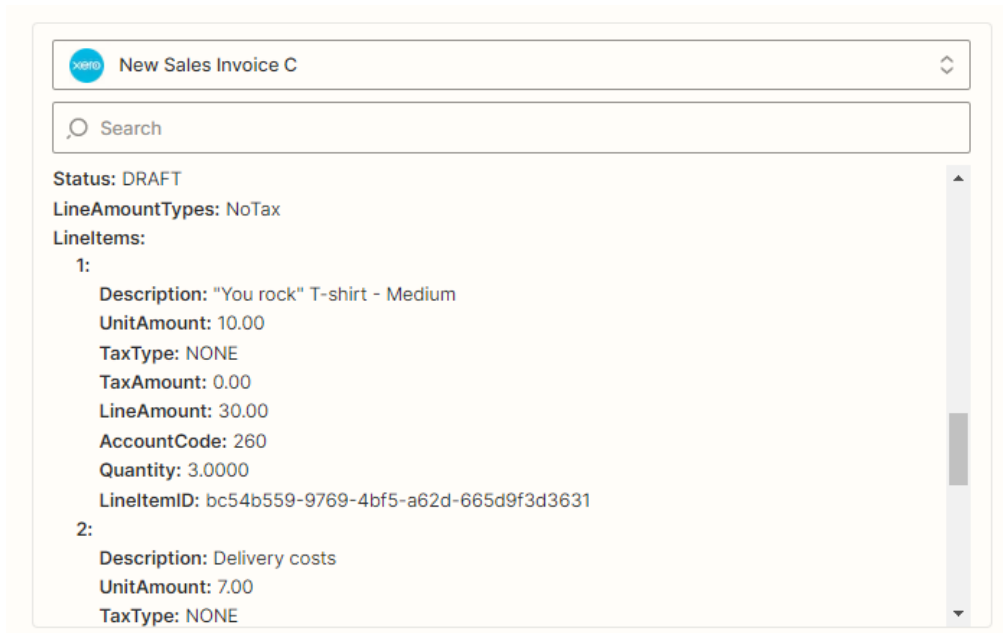 xero New Sales Invoice C
Search
Status: DRAFT
LineAmountTypes: NoTax
LineItems:
1:
Description: "You rock" T-shirt - Medium
UnitAmount: 10.00
TaxType: NONE
TaxAmount: 0.00
LineAmount: 30.00
AccountCode: 260
Quantity: 3.0000
LineItemID: bc54b559-9769-4bf5-a62d-665d9f3d3631
2:
Description: Delivery costs
UnitAmount: 7.00
TaxType: NONE